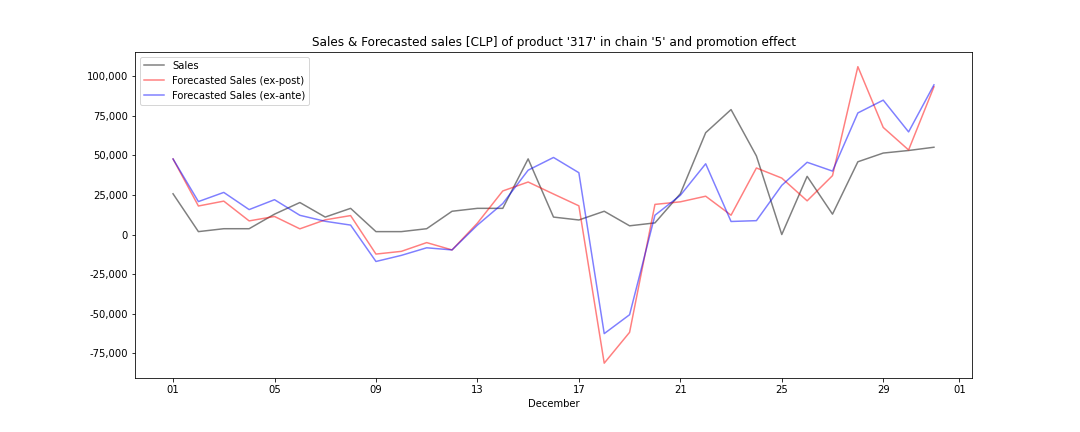 Sales & Forecasted sales [CLP] of product '317' in chain '5' and promotion effect
Sales
Forecasted Sales (ex-post)
Forecasted Sales (ex-ante)
100,000
75,000
50,000
25,000
0
-25,000
-50,000
-75,000
01 05 09 13 17 21 25 29 01
December